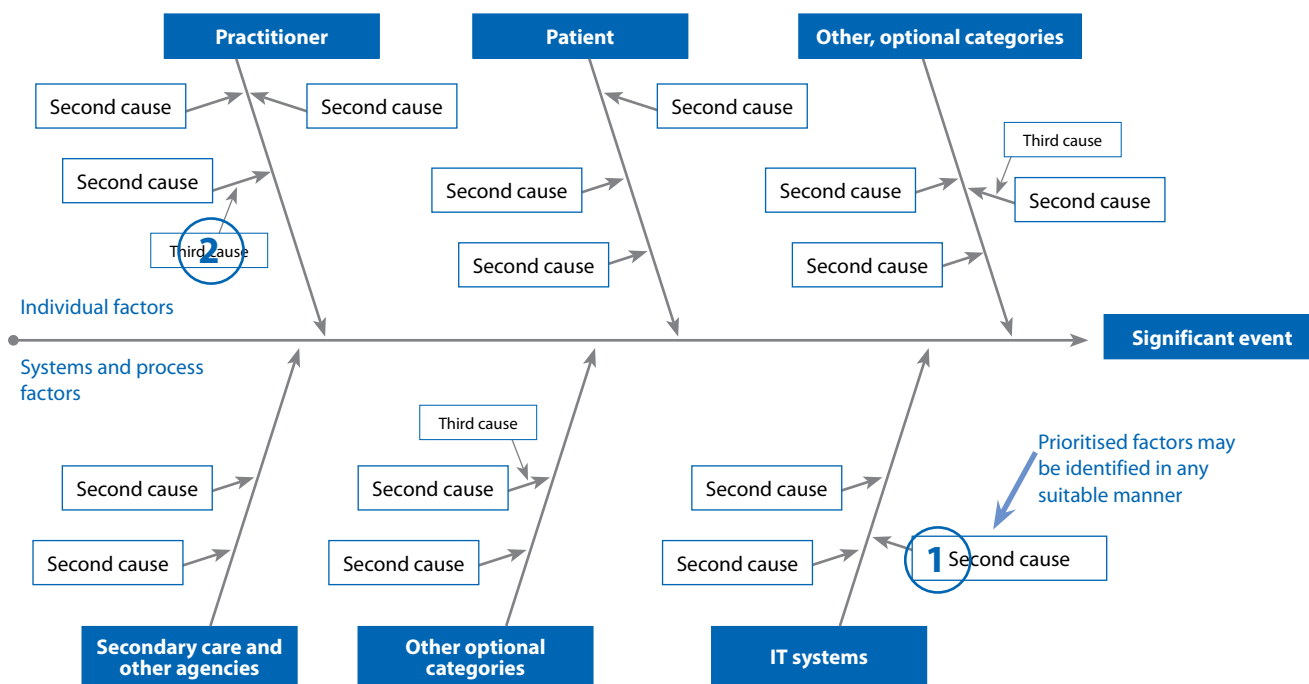 Practitioner
Patient
Other, optional categories
Second cause
Second cause
Second cause
Third cause
Second cause
Second cause
Second cause
Third cause
2
Second cause
Second cause
Second cause
Second cause
Individual factors
Significant event
Systems and process
factors
Third cause
Prioritised factors may
be identified in any
suitable manner
Second cause
Second cause
Second cause
Second cause
Second cause
Second cause
1
Second cause
Secondary care and
other agencies
Other optional
categories
IT systems